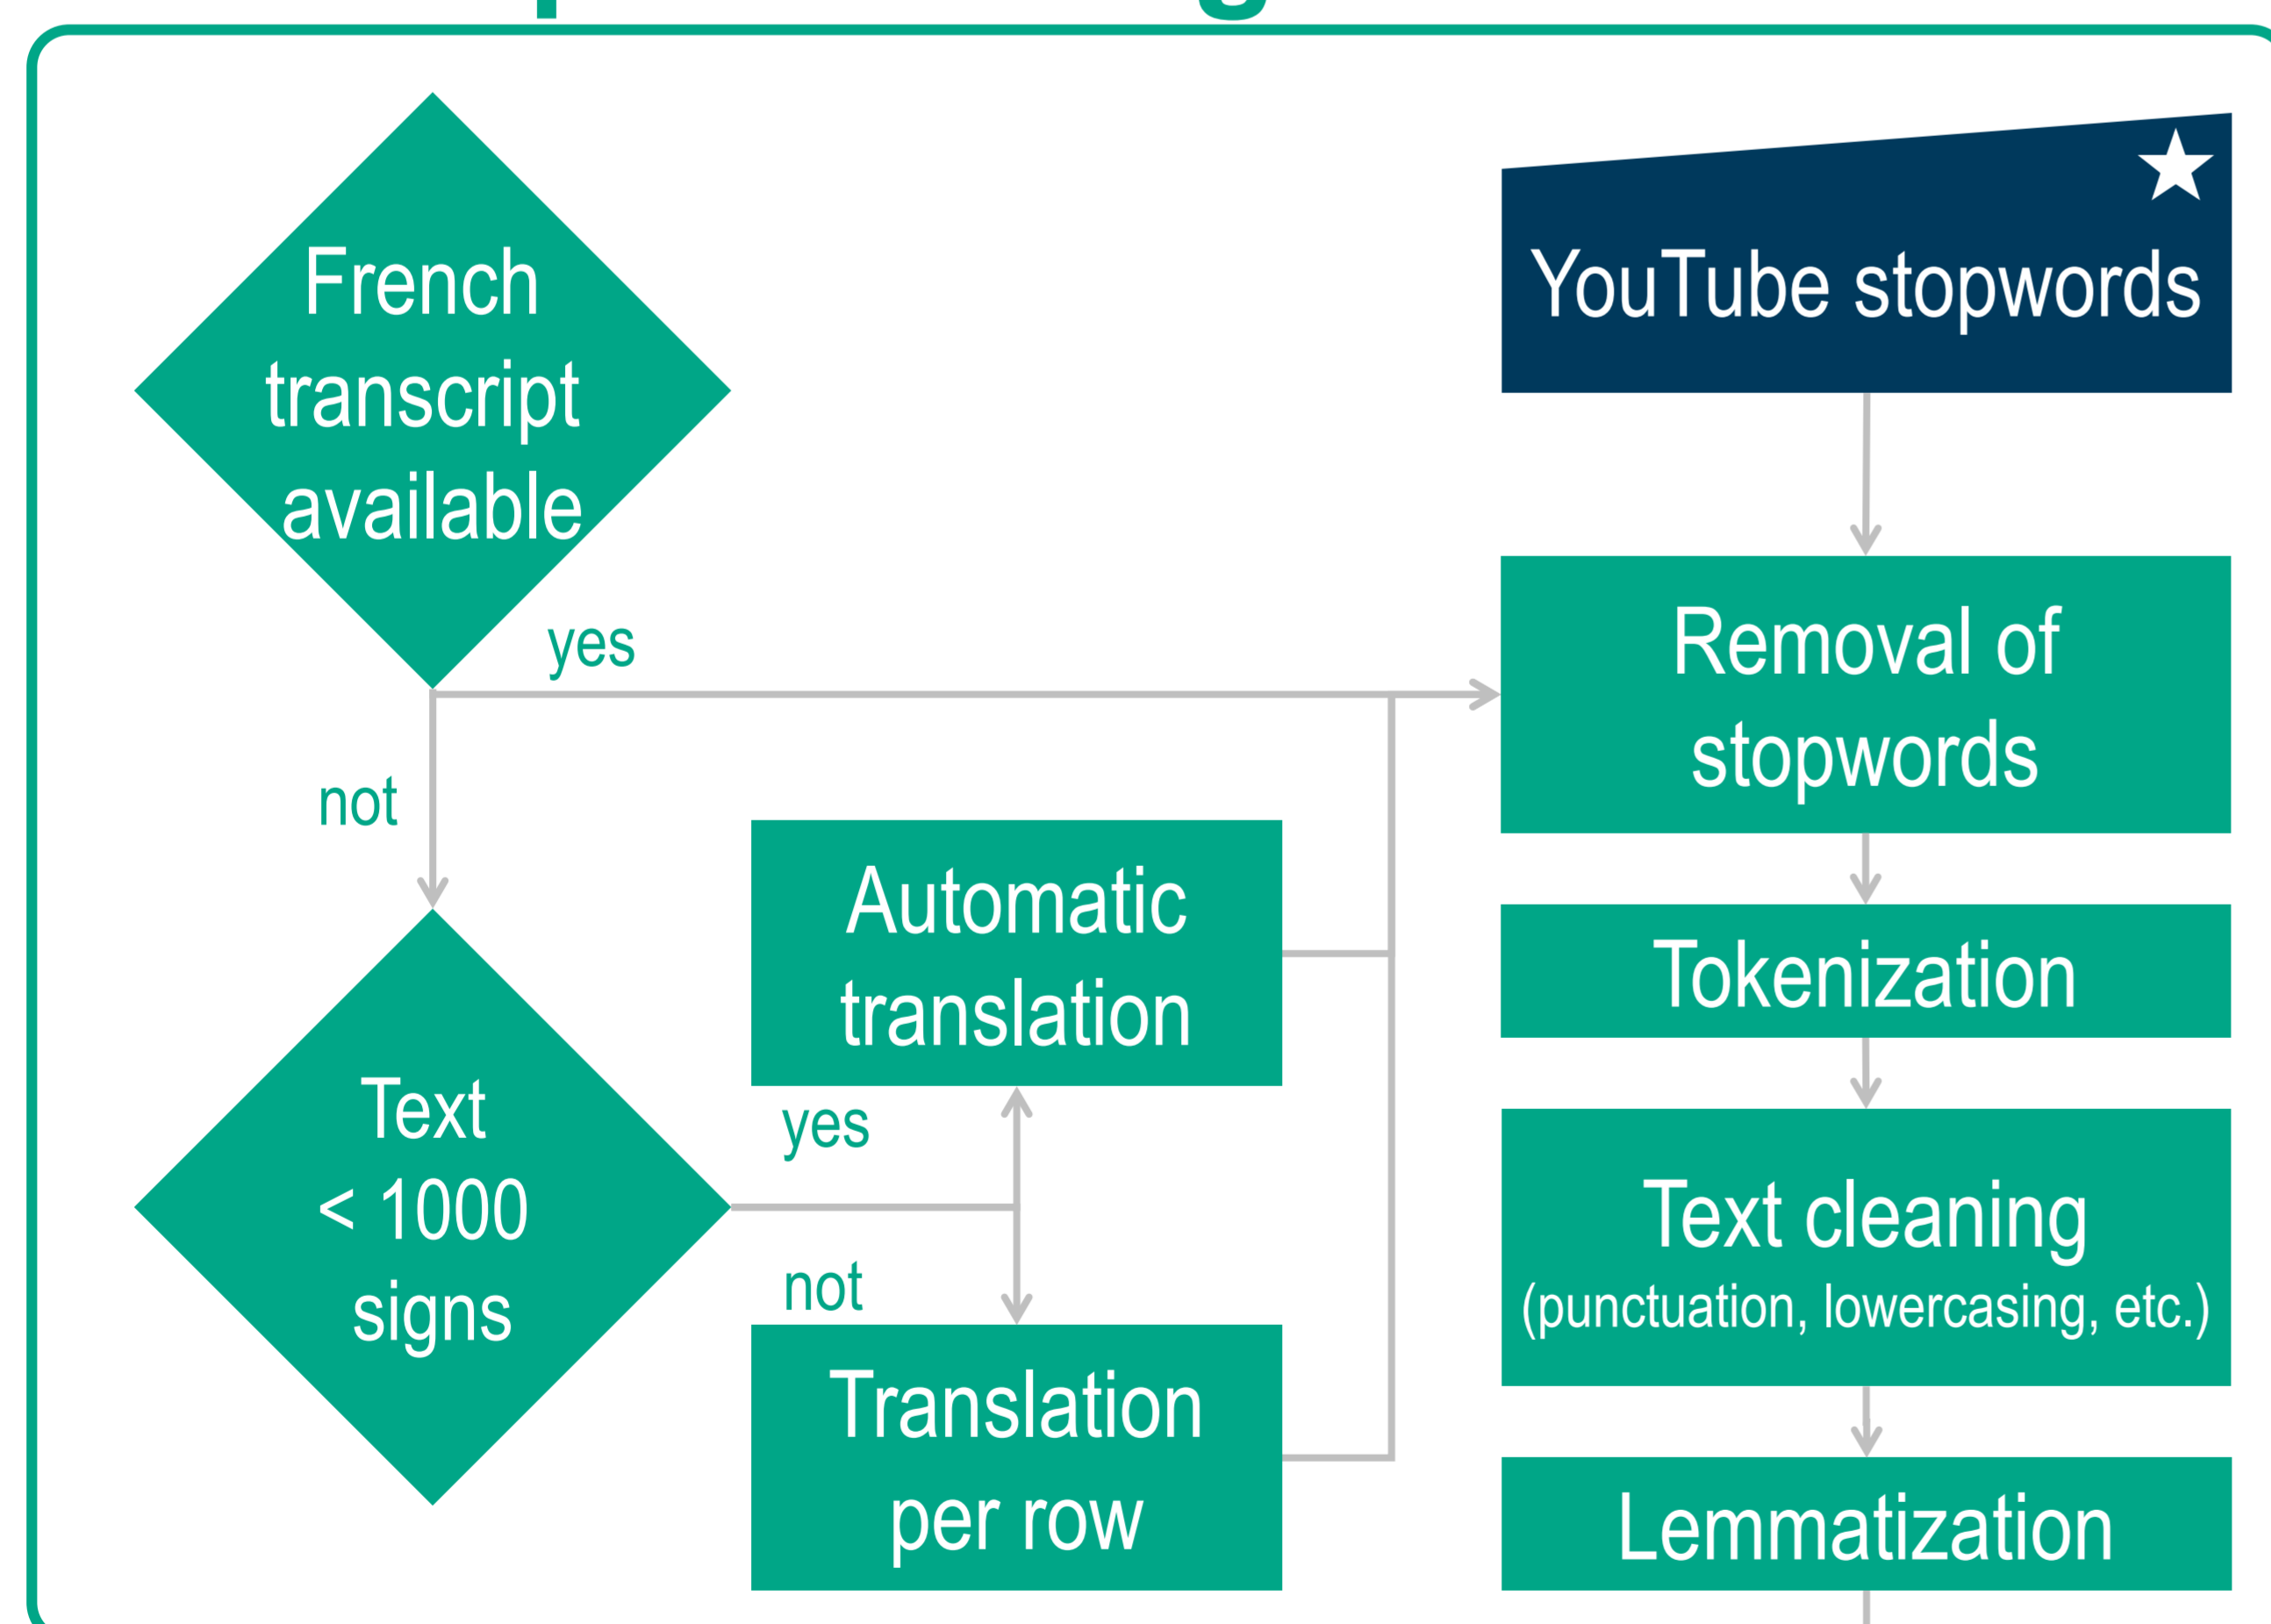 French
transcript
available
yes
not
Text
< 1000
signs
yes
not
Automatic
translation
Translation
per row
YouTube stopwords
Removal of
stopwords
Tokenization
Text cleaning
(punctuation, lowercasing, etc.)
Lemmatization